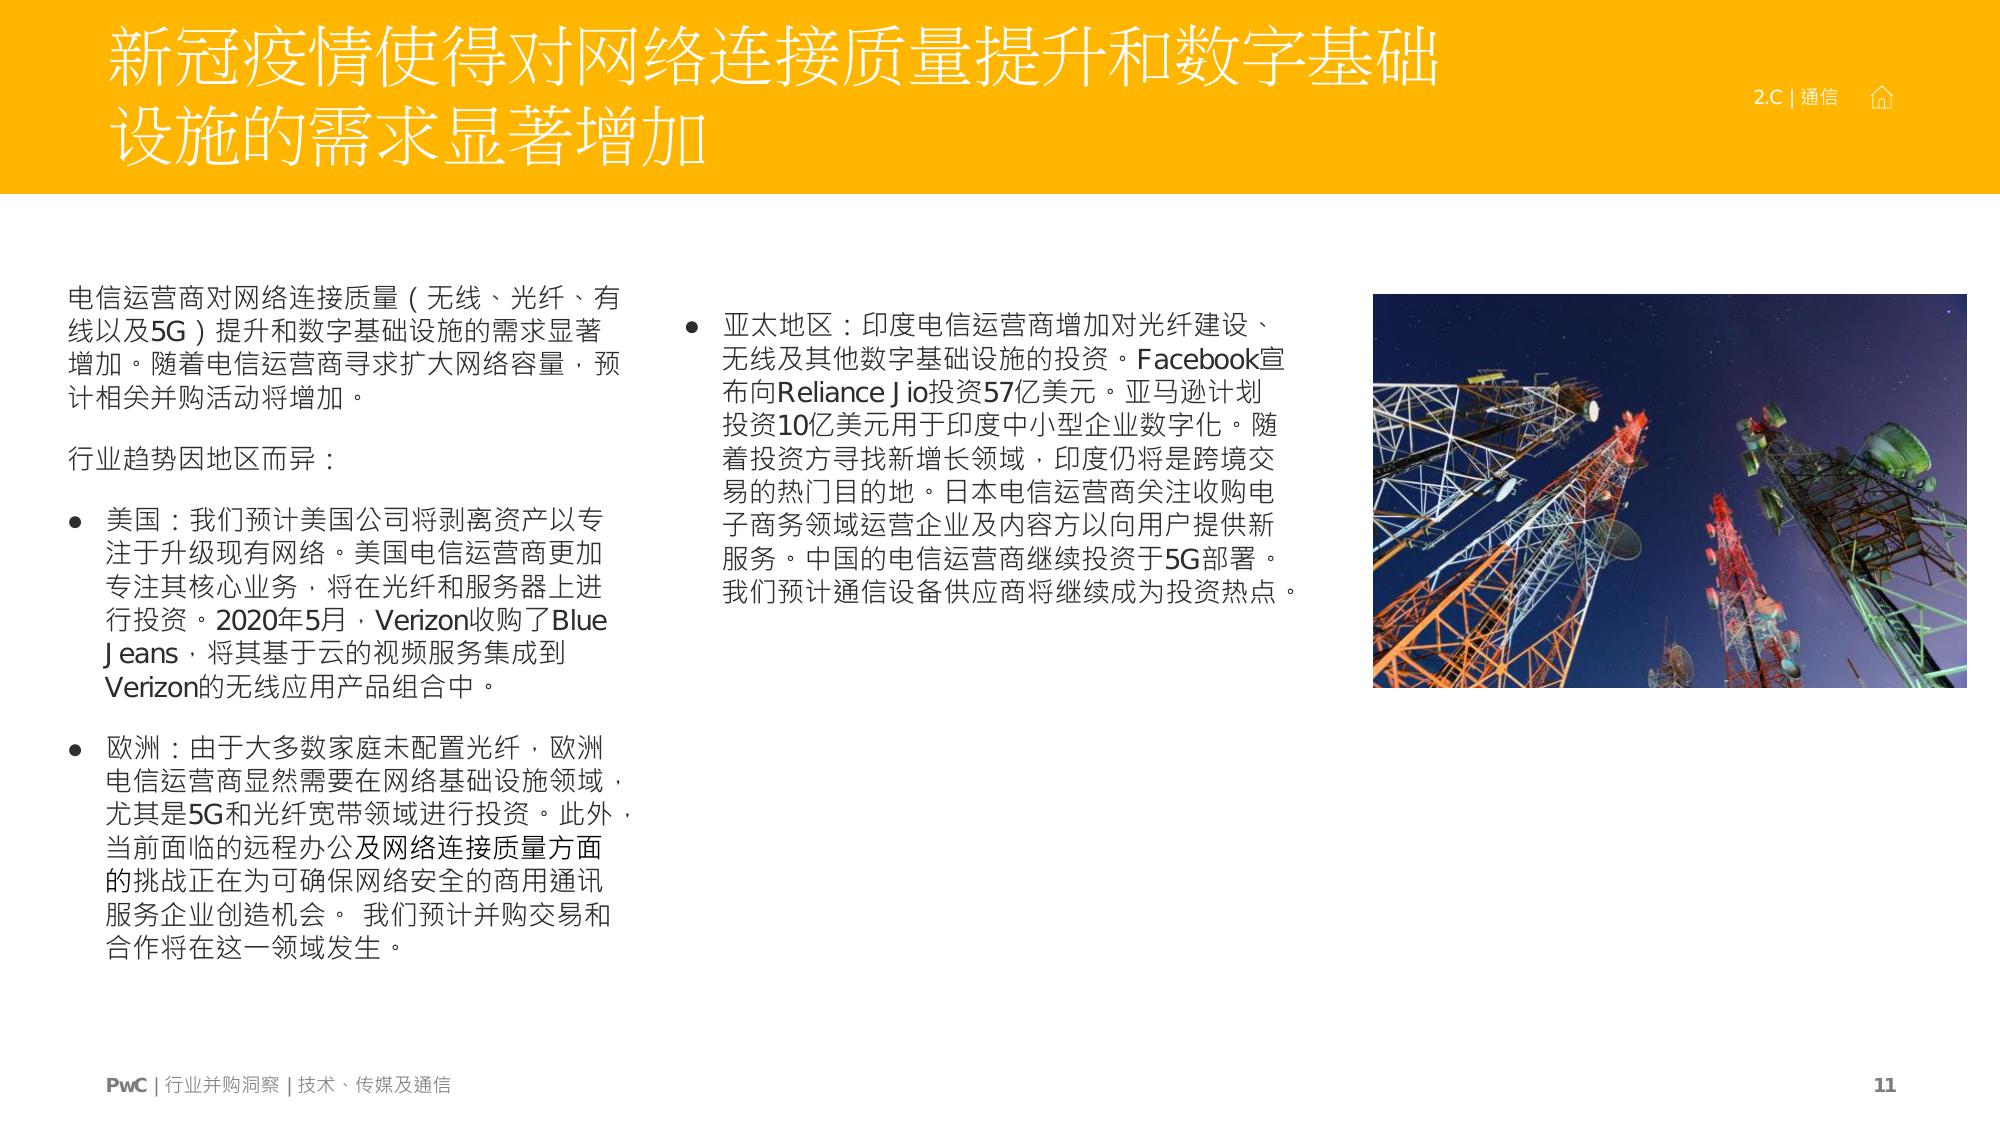 新冠疫情使得对网络连接质量提升和数字基础
设施的需求显著增加
2.C | 通信
电信运营商对网络连接质量（无线、光纤、有
线以及5G）提升和数字基础设施的需求显著
增加。随着电信运营商寻求扩大网络容量，预
计相关并购活动将增加。
行业趋势因地区而异：
● 美国：我们预计美国公司将剥离资产以专
注于升级现有网络。美国电信运营商更加
专注其核心业务，将在光纤和服务器上进
行投资。2020年5月，Verizon收购了Blue
Jeans，将其基于云的视频服务集成到
Verizon的无线应用产品组合中。
● 欧洲：由于大多数家庭未配置光纤，欧洲
电信运营商显然需要在网络基础设施领域，
尤其是5G和光纤宽带领域进行投资。此外，
当前面临的远程办公及网络连接质量方面
的挑战正在为可确保网络安全的商用通讯
服务企业创造机会。 我们预计并购交易和
合作将在这一领域发生。
● 亚太地区：印度电信运营商增加对光纤建设、
无线及其他数字基础设施的投资。Facebook宣
布向Reliance Jio投资57亿美元。亚马逊计划
投资10亿美元用于印度中小型企业数字化。随
着投资方寻找新增长领域，印度仍将是跨境交
易的热门目的地。日本电信运营商关注收购电
子商务领域运营企业及内容方以向用户提供新
服务。中国的电信运营商继续投资于5G部署。
我们预计通信设备供应商将继续成为投资热点。
PwC | 行业并购洞察 | 技术、传媒及通信
11